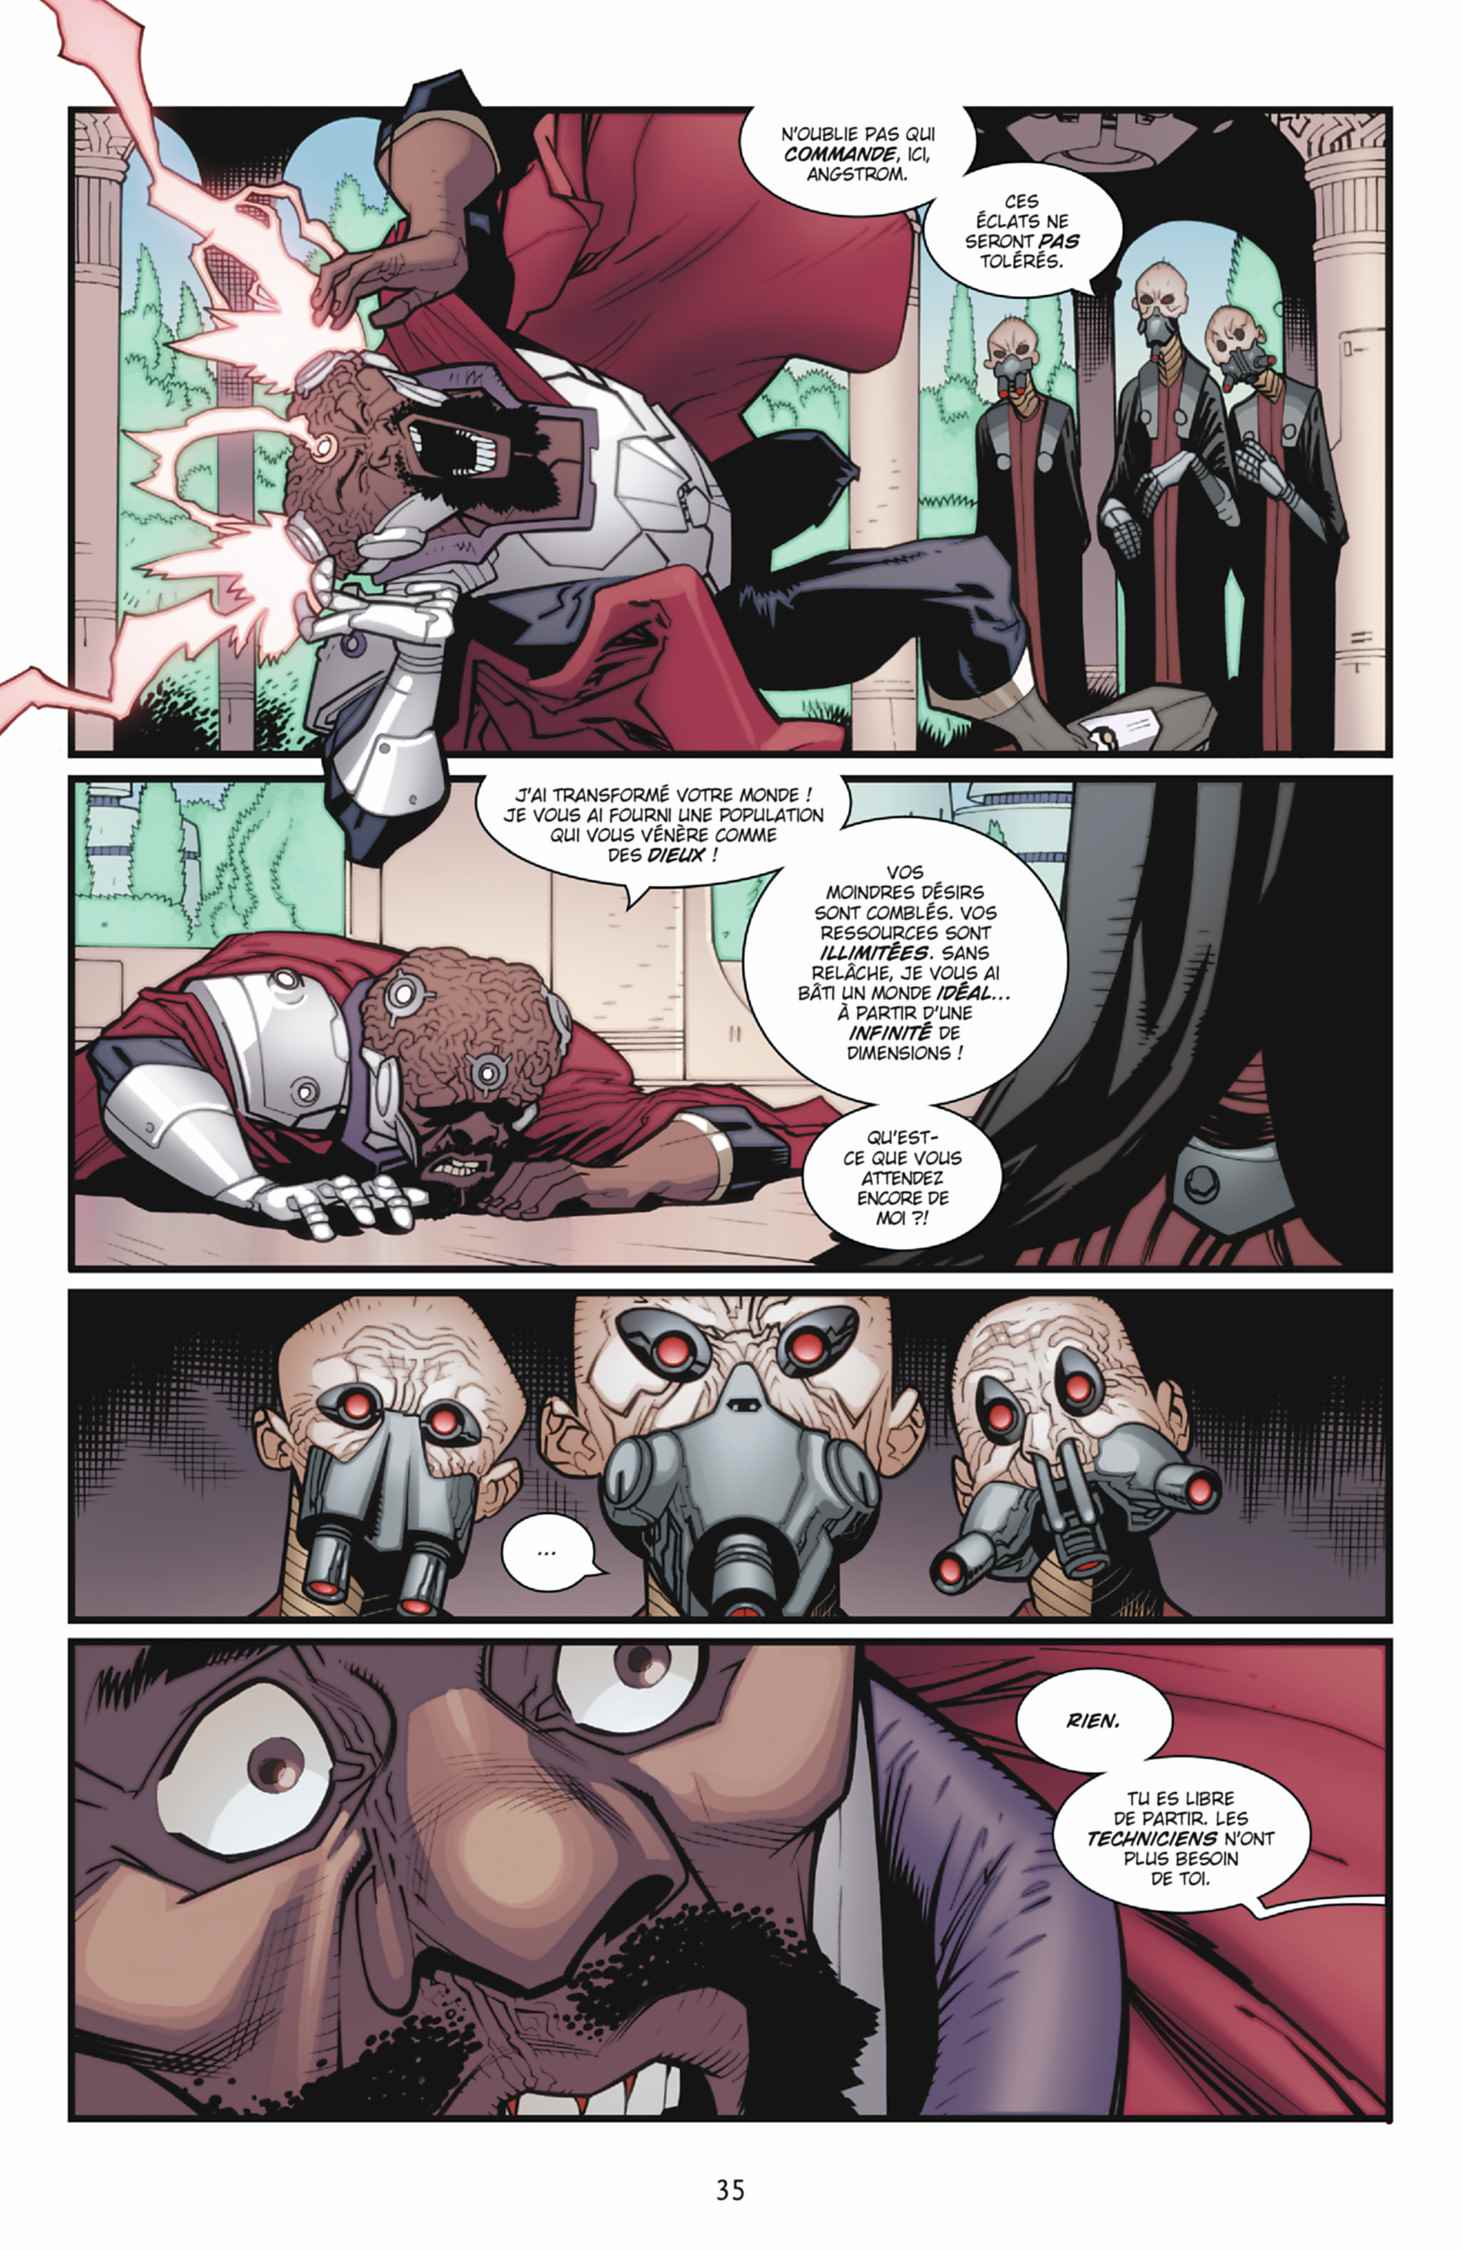 N'OUBLIE PAS QUI
COMMANDE, ICI,
ANGSTROM.
CES
ÉCLATS NE
SERONT PAS
TOLÉRÉS.
J'AI TRANSFORMÉ VOTRE MONDE !
JE VOUS AI FOURNI UNE POPULATION
QUI VOUS VÉNÈRE COMME
DES DIEUX !
VOS
MOINDRES DÉSIRS
SONT COMBLÉS. VOS
RESSOURCES SONT
ILLIMITÉES. SANS
RELÂCHE, JE VOUS AI
BÂTI UN MONDE IDÉAL...
À PARTIR D'UNE
INFINITÉ DE
DIMENSIONS !
QU'EST-
CE QUE VOUS
ATTENDEZ
ENCORE DE
MOI ?!
...
RIEN.
TU ES LIBRE
DE PARTIR. LES
TECHNICIENS N'ONT
PLUS BESOIN
DE TOI.
35